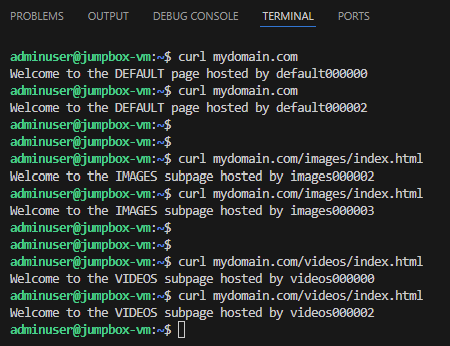 PROBLEMS OUTPUT DEBUG CONSOLE TERMINAL PORTS
adminuser@jumpbox-vm:~$ curl mydomain.com
Welcome to the DEFAULT page hosted by default000000
adminuser@jumpbox-vm:~$ curl mydomain.com
Welcome to the DEFAULT page hosted by default000002
adminuser@jumpbox-vm:~$
adminuser@jumpbox-vm:~$
adminuser@jumpbox-vm:~$ curl mydomain.com/images/index.html
Welcome to the IMAGES subpage hosted by images000002
adminuser@jumpbox-vm:~$ curl mydomain.com/images/index.html
Welcome to the IMAGES subpage hosted by images000003
adminuser@jumpbox-vm:~$
adminuser@jumpbox-vm:~$
adminuser@jumpbox-vm:~$ curl mydomain.com/videos/index.html
Welcome to the VIDEOS subpage hosted by videos000000
adminuser@jumpbox-vm:~$ curl mydomain.com/videos/index.html
Welcome to the VIDEOS subpage hosted by videos000002
adminuser@jumpbox-vm:~$